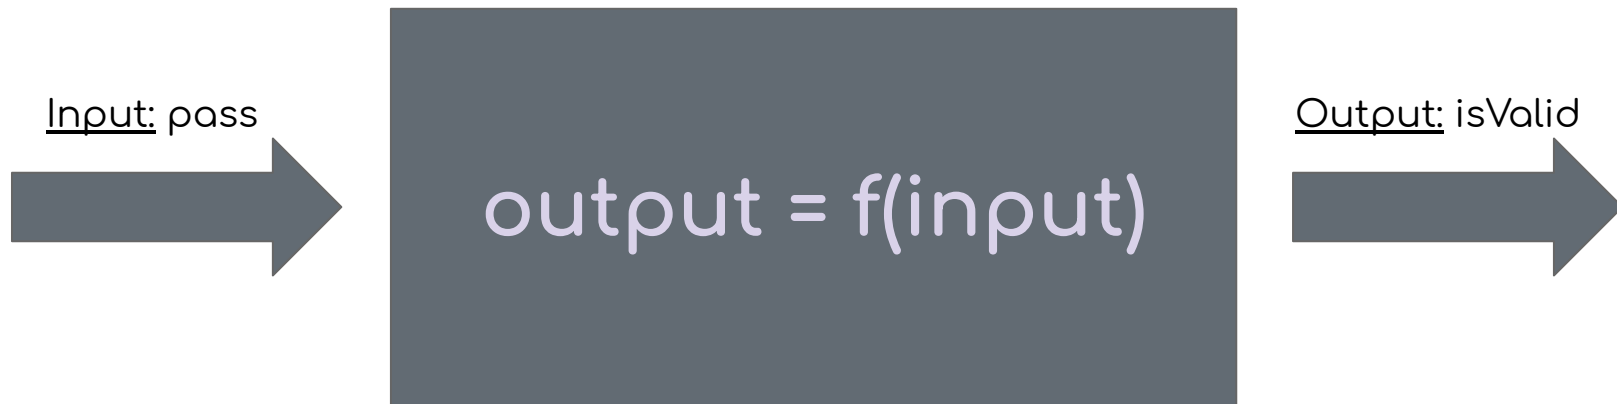 Input: pass
output = f(input)
Output: isValid